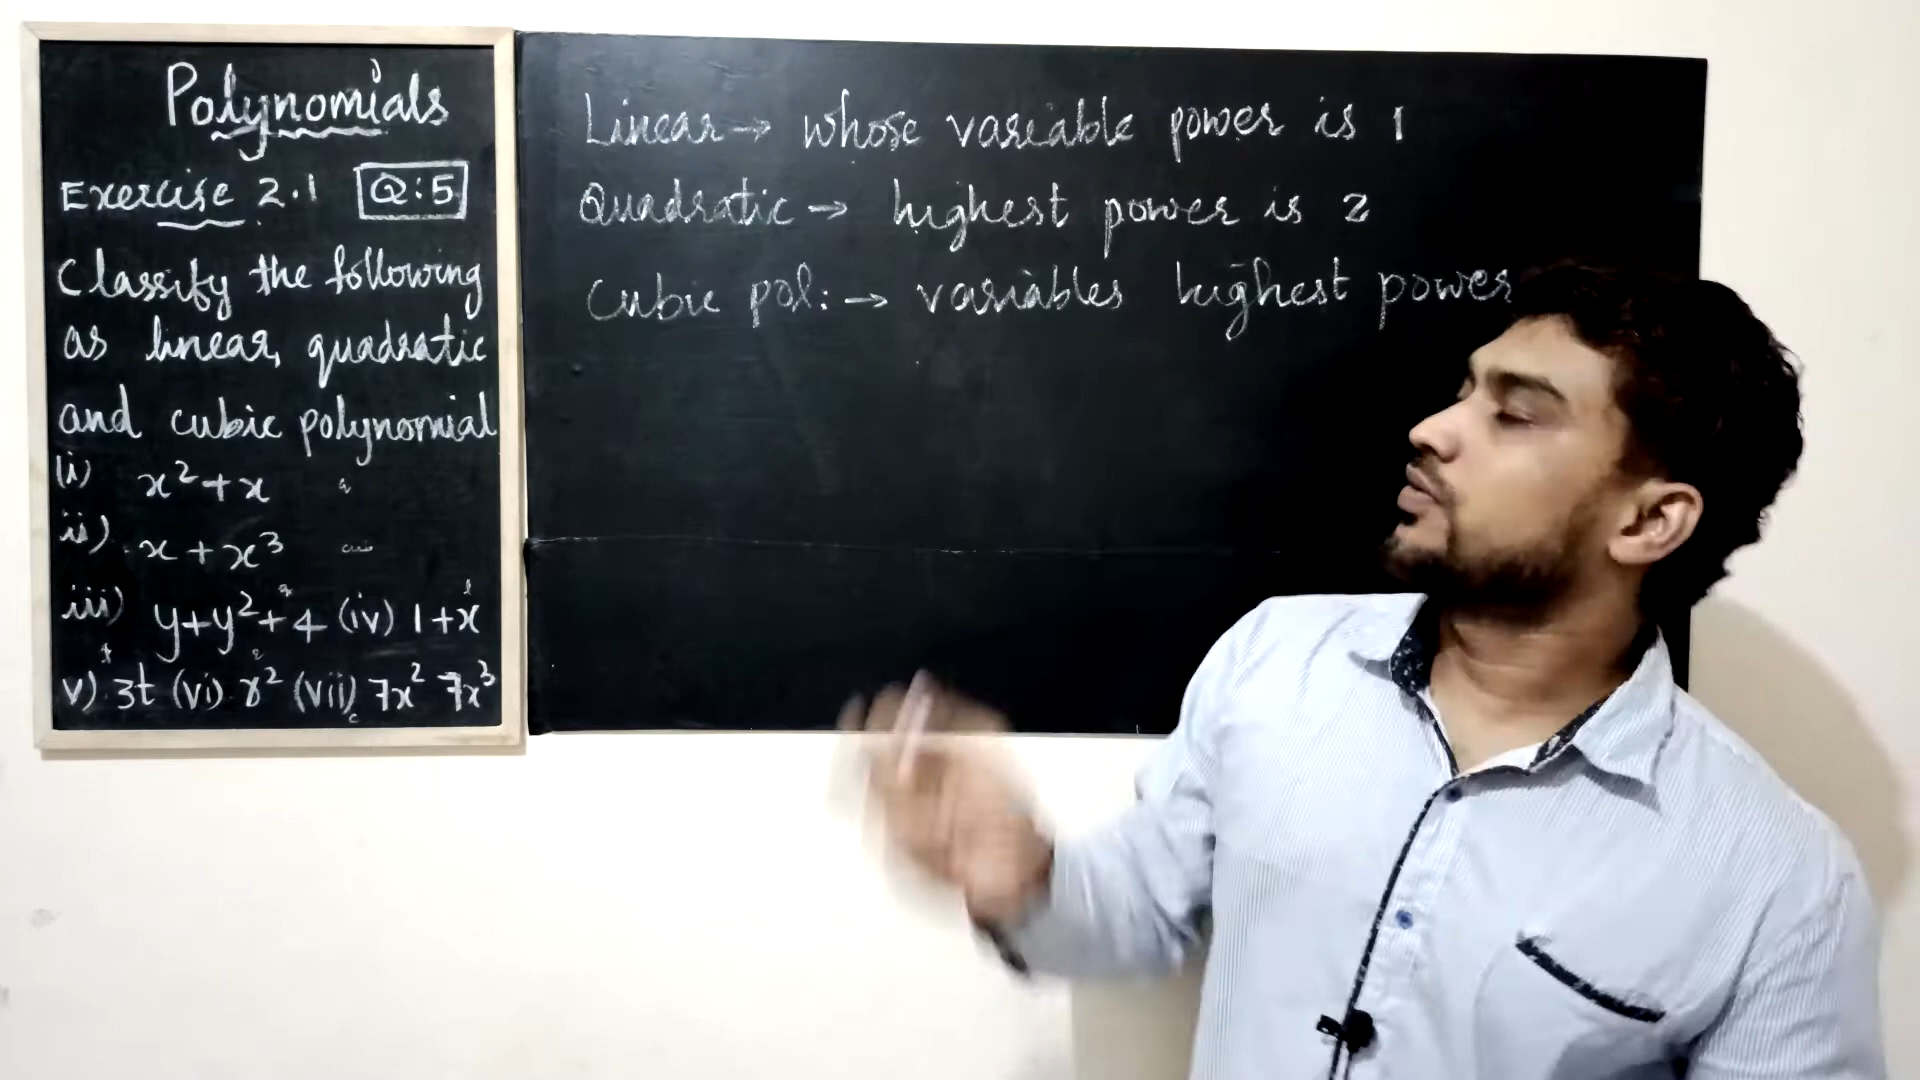 Polynomials
Exercise 2.1 Q:5
Classify the following
as linear, quadratic
and cubic polynomial
(i) x²+x
ii) x + x³
iii) y+y²+4 (iv) 1+x
v) 3t (vi) r² (vii) 7x² 7x³
Linear → whose variable power is 1
Quadratic → highest power is 2
Cubic pol: → variables highest power